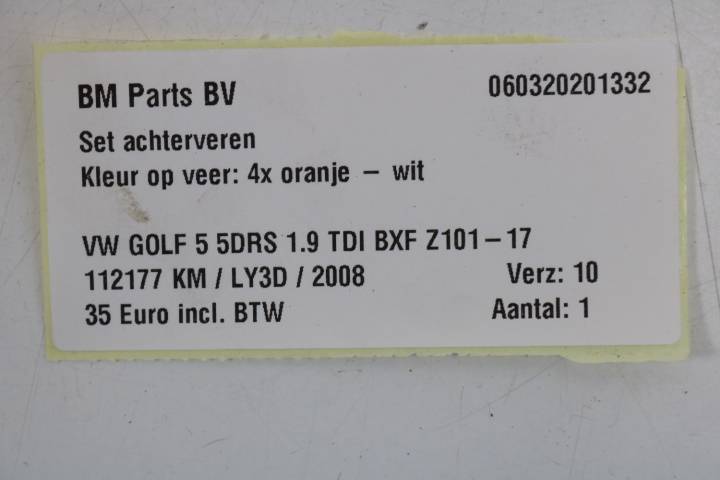 BM Parts BV 060320201332
Set achterveren
Kleur op veer: 4x oranje – wit
VW GOLF 5 5DRS 1.9 TDI BXF Z101–17
112177 KM / LY3D / 2008 Verz: 10
35 Euro incl. BTW Aantal: 1